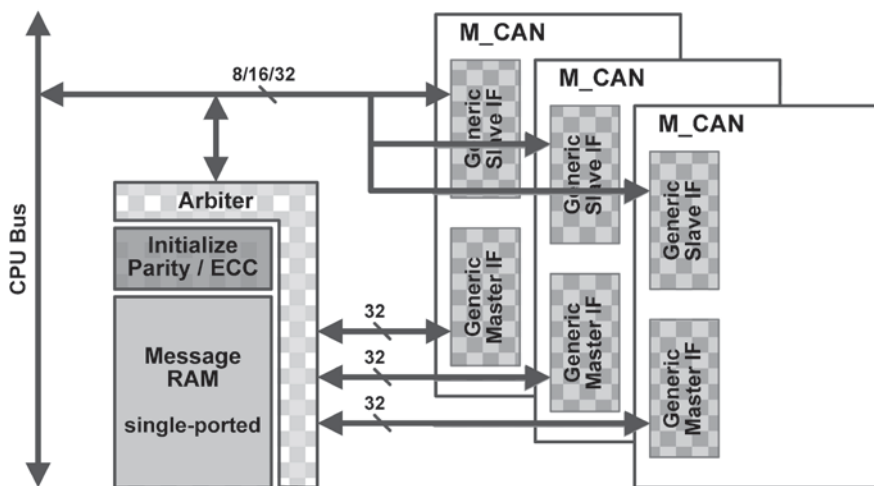 M_CAN
8/16/32
Generic
Slave IF
M_CAN
Generic
Slave IF
M_CAN
Generic
Slave IF
CPU Bus
Arbiter
Initialize
Parity / ECC
Message
RAM
single-ported
32
32
32
Generic
Master IF
Generic
Master IF
Generic
Master IF